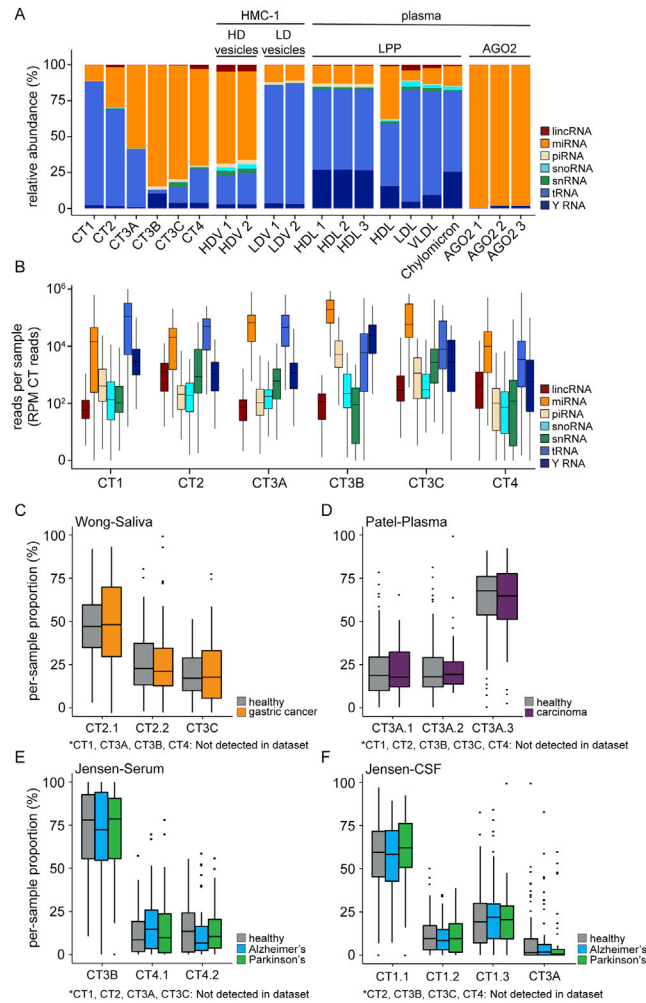 A
HMC-1
plasma
HD vesicles
LD vesicles
LPP
AGO2
relative abundance (%)
100
75
50
25
0
lincRNA
miRNA
piRNA
snoRNA
snRNA
tRNA
Y RNA
CT1
CT2
CT3A
CT3B
CT3C
CT4
HDV 1
HDV 2
LDV 1
LDV 2
HDL 1
HDL 2
HDL 3
HDL
LDL
VLDL
Chylomicron
AGO2 1
AGO2 2
AGO2 3
B
reads per sample
(RPM CT reads)
10⁶
10⁴
10²
0
lincRNA
miRNA
piRNA
snoRNA
snRNA
tRNA
Y RNA
CT1
CT2
CT3A
CT3B
CT3C
CT4
C
Wong-Saliva
per-sample proportion (%)
100
75
50
25
0
healthy
gastric cancer
CT2.1
CT2.2
CT3C
*CT1, CT3A, CT3B, CT4: Not detected in dataset
D
Patel-Plasma
100
75
50
25
0
healthy
carcinoma
CT3A.1
CT3A.2
CT3A.3
*CT1, CT2, CT3B, CT3C, CT4: Not detected in dataset
E
Jensen-Serum
per-sample proportion (%)
100
75
50
25
0
healthy
Alzheimer's
Parkinson's
CT3B
CT4.1
CT4.2
*CT1, CT2, CT3A, CT3C: Not detected in dataset
F
Jensen-CSF
100
75
50
25
0
healthy
Alzheimer's
Parkinson's
CT1.1
CT1.2
CT1.3
CT3A
*CT2, CT3B, CT3C, CT4: Not detected in dataset